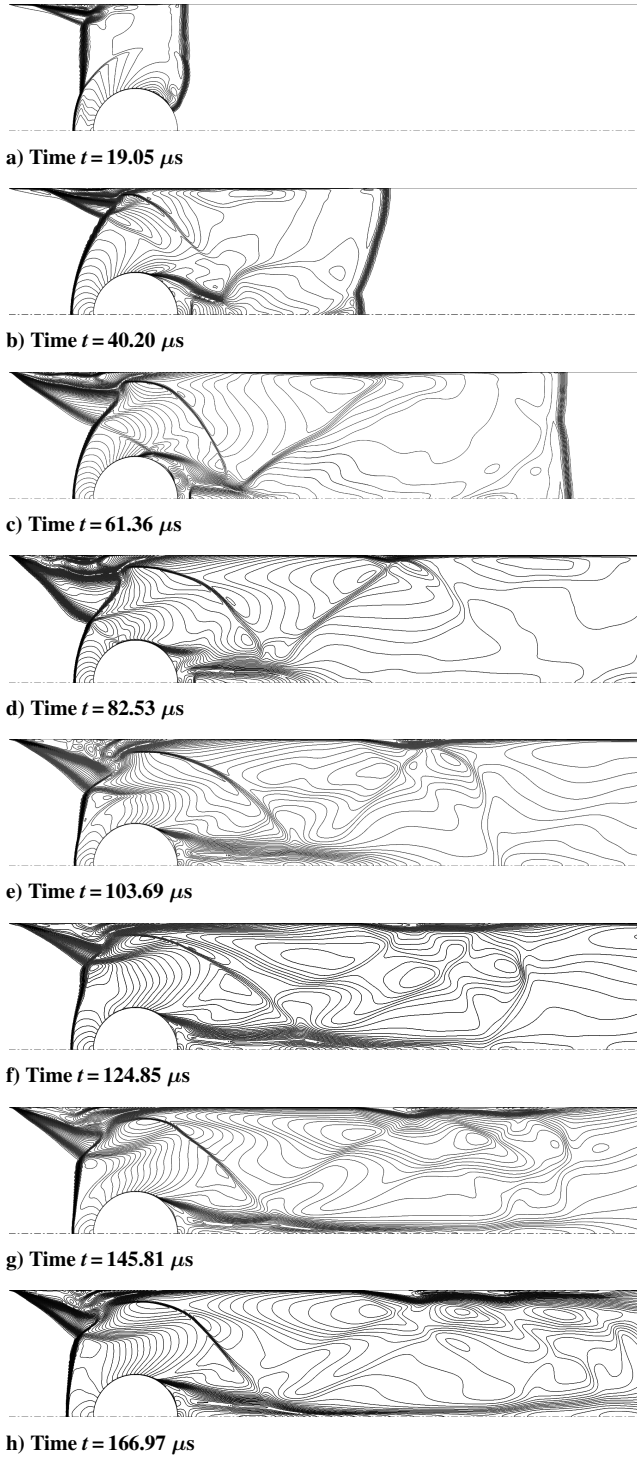 a) Time t = 19.05 μs
b) Time t = 40.20 μs
c) Time t = 61.36 μs
d) Time t = 82.53 μs
e) Time t = 103.69 μs
f) Time t = 124.85 μs
g) Time t = 145.81 μs
h) Time t = 166.97 μs